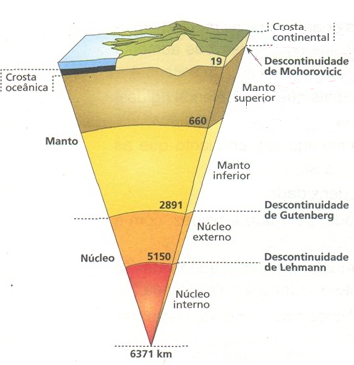 Crosta
continental
19
Descontinuidade
de Mohorovicic
Crosta
oceânica
Manto
superior
660
Manto
Manto
inferior
2891
Descontinuidade
de Gutenberg
Núcleo
externo
Núcleo
5150
Descontinuidade
de Lehmann
Núcleo
interno
6371 km